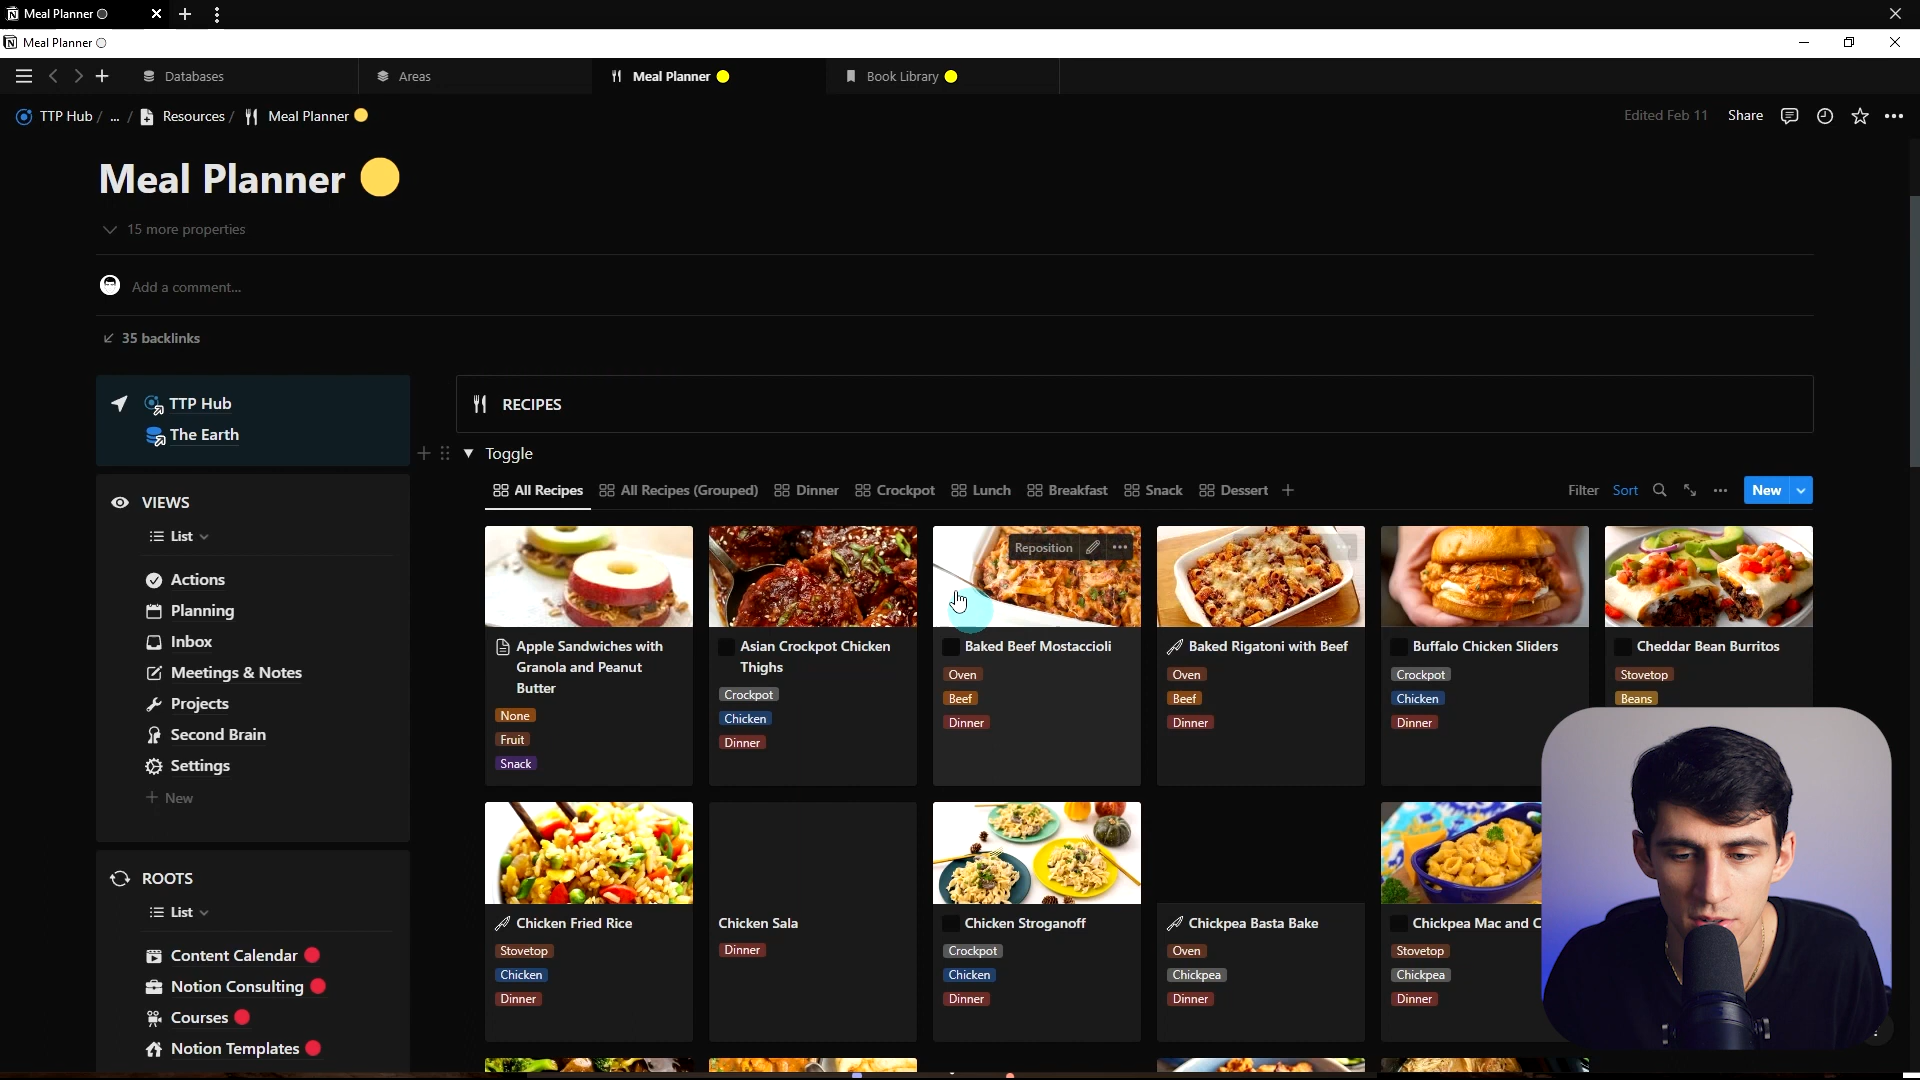 Meal Planner
Meal Planner
Databases
Areas
Meal Planner
Book Library
TTP Hub / ... / Resources / Meal Planner
Edited Feb 11
Share
Meal Planner
15 more properties
Add a comment...
35 backlinks
TTP Hub
The Earth
VIEWS
List
Actions
Planning
Inbox
Meetings & Notes
Projects
Second Brain
Settings
New
ROOTS
List
Content Calendar
Notion Consulting
Courses
Notion Templates
RECIPES
Toggle
All Recipes
All Recipes (Grouped)
Dinner
Crockpot
Lunch
Breakfast
Snack
Dessert
Filter
Sort
New
Apple Sandwiches with
Granola and Peanut
Butter
None
Fruit
Snack
Asian Crockpot Chicken
Thighs
Crockpot
Chicken
Dinner
Reposition
Baked Beef Mostaccioli
Oven
Beef
Dinner
Baked Rigatoni with Beef
Oven
Beef
Dinner
Buffalo Chicken Sliders
Crockpot
Chicken
Dinner
Cheddar Bean Burritos
Stovetop
Beans
Chicken Fried Rice
Stovetop
Chicken
Dinner
Chicken Sala
Dinner
Chicken Stroganoff
Crockpot
Chicken
Dinner
Chickpea Basta Bake
Oven
Chickpea
Dinner
Chickpea Mac and C
Stovetop
Chickpea
Dinner